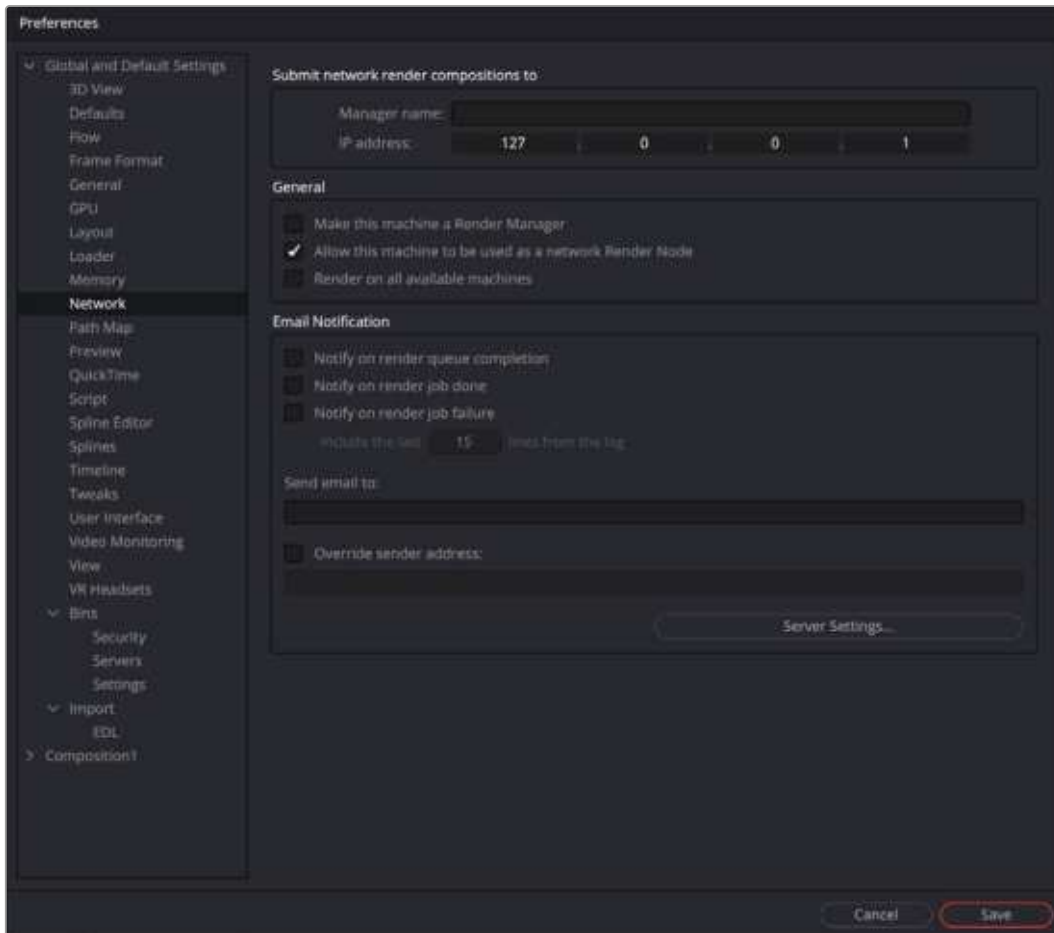 Preferences
Global and Default Settings
3D View
Defaults
Flow
Frame Format
General
GPU
Layout
Loader
Memory
Network
Path Map
Preview
QuickTime
Script
Spline Editor
Splines
Timeline
Tweaks
User Interface
Video Monitoring
View
VR Headsets
Bins
Security
Servers
Settings
Import
EDL
Composition1
Submit network render compositions to
Manager name:
IP address: 127 . 0 . 0 . 1
General
Make this machine a Render Manager
Allow this machine to be used as a network Render Node
Render on all available machines
Email Notification
Notify on render queue completion
Notify on render job done
Notify on render job failure
Include the last 15 lines from the log
Send email to:
Override sender address:
Server Settings...
Cancel Save